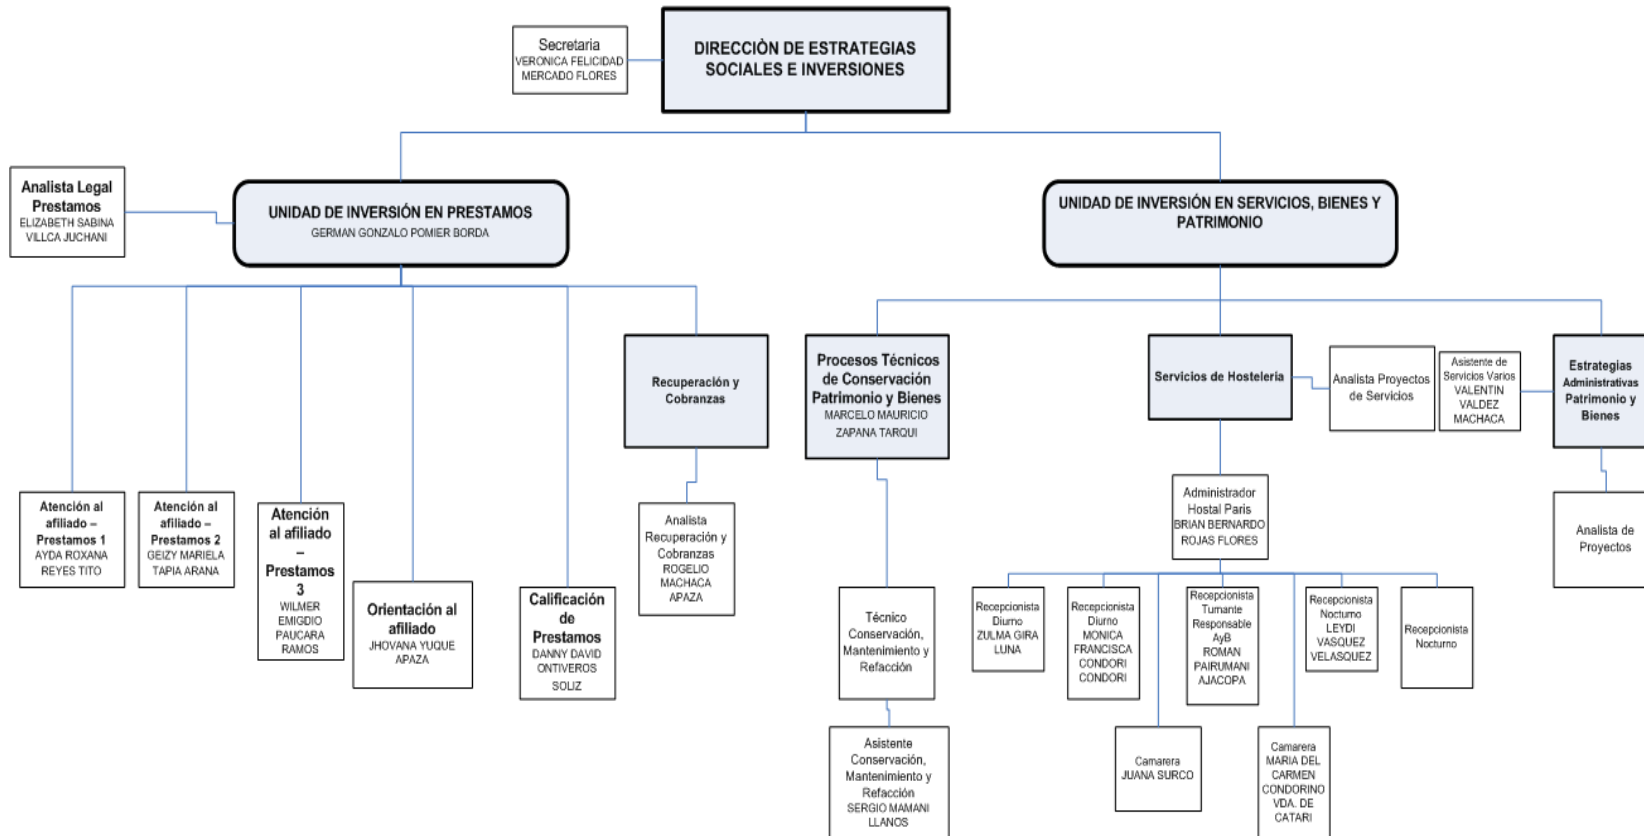 Secretaria
VERONICA FELICIDAD
MERCADO FLORES
DIRECCIÒN DE ESTRATEGIAS
SOCIALES E INVERSIONES
Analista Legal
Prestamos
ELIZABETH SABINA
VILLCA JUCHANI
UNIDAD DE INVERSIÓN EN PRESTAMOS
GERMAN GONZALO POMIER BORDA
UNIDAD DE INVERSIÓN EN SERVICIOS, BIENES Y
PATRIMONIO
Recuperación y
Cobranzas
Procesos Técnicos
de Conservación
Patrimonio y Bienes
MARCELO MAURICIO
ZAPANA TARQUI
Servicios de Hostelería
Analista Proyectos
de Servicios
Asistente de
Servicios Varios
VALENTIN
VALDEZ
MACHACA
Estrategias
Administrativas
Patrimonio y
Bienes
Atención al
afiliado –
Prestamos 1
AYDA ROXANA
REYES TITO
Atención al
afiliado –
Prestamos 2
GEIZY MARIELA
TAPIA ARANA
Atención
al afiliado
–
Prestamos
3
WILMER
EMIGDIO
PAUCARA
RAMOS
Orientación al
afiliado
JHOVANA YUQUE
APAZA
Calificación
de
Prestamos
DANNY DAVID
ONTIVEROS
SOLIZ
Analista
Recuperación y
Cobranzas
ROGELIO
MACHACA
APAZA
Administrador
Hostal Paris
BRIAN BERNARDO
ROJAS FLORES
Analista de
Proyectos
Técnico
Conservación,
Mantenimiento y
Refacción
Recepcionista
Diurno
ZULMA GIRA
LUNA
Recepcionista
Diurno
MONICA
FRANCISCA
CONDORI
CONDORI
Recepcionista
Turnante
Responsable
AyB
ROMAN
PAIRUMANI
AJACOPA
Recepcionista
Nocturno
LEYDI
VASQUEZ
VELASQUEZ
Recepcionista
Nocturno
Asistente
Conservación,
Mantenimiento y
Refacción
SERGIO MAMANI
LLANOS
Camarera
JUANA SURCO
Camarera
MARIA DEL
CARMEN
CONDORINO
VDA. DE
CATARI